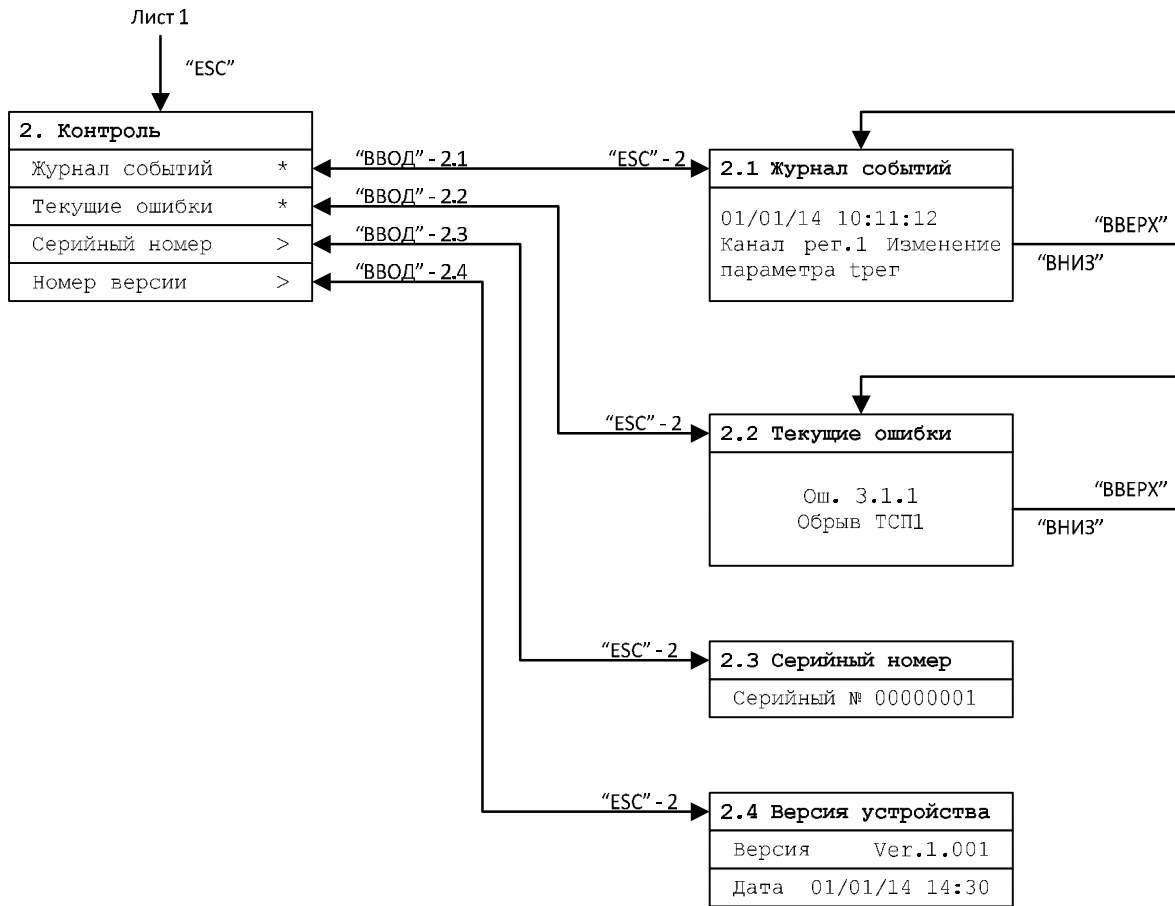 Лист 1
“ESC”
2. Контроль
Журнал событий *
Текущие ошибки *
Серийный номер >
Номер версии >
“ВВОД” - 2.1
“ВВОД” - 2.2
“ВВОД” - 2.3
“ВВОД” - 2.4
“ESC” - 2
2.1 Журнал событий
01/01/14 10:11:12
Канал рег.1 Изменение
параметра tрег
“ВВЕРХ”
“ВНИЗ”
“ESC” - 2
2.2 Текущие ошибки
Ош. 3.1.1
Обрыв ТСП1
“ВВЕРХ”
“ВНИЗ”
“ESC” - 2
2.3 Серийный номер
Серийный № 00000001
“ESC” - 2
2.4 Версия устройства
Версия Ver.1.001
Дата 01/01/14 14:30